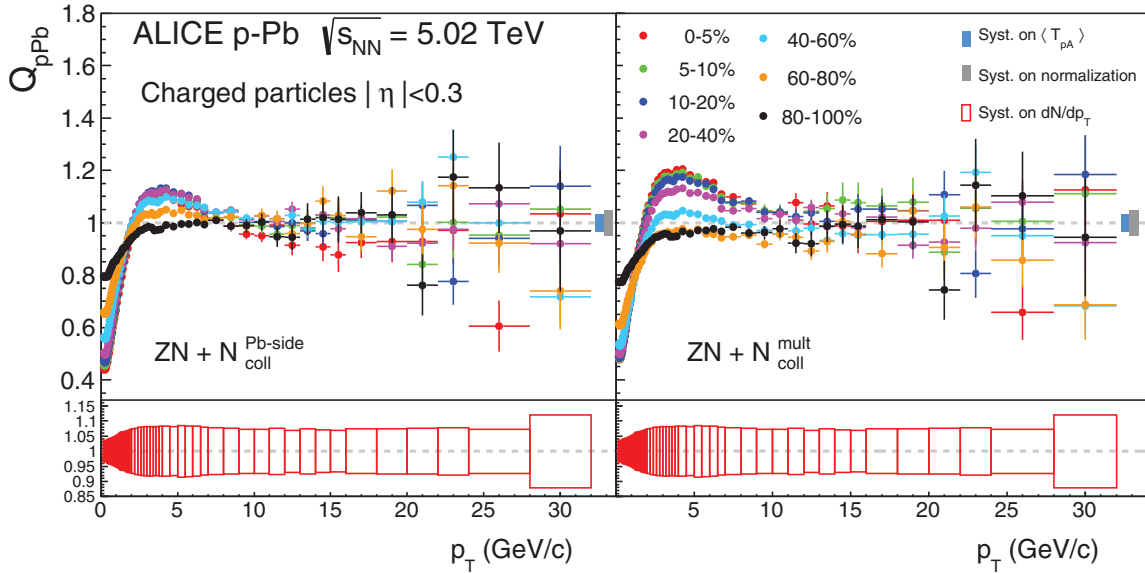 Q_pPb
ALICE p-Pb √s_NN = 5.02 TeV
Charged particles | η |<0.3
ZN + N_coll^Pb-side
0-5%
5-10%
10-20%
20-40%
40-60%
60-80%
80-100%
Syst. on ⟨ T_pA ⟩
Syst. on normalization
Syst. on dN/dp_T
ZN + N_coll^mult
1.8
1.6
1.4
1.2
1
0.8
0.6
0.4
1.15
1.1
1.05
1
0.95
0.9
0.85
0 5 10 15 20 25 30
0 5 10 15 20 25 30
p_T (GeV/c)
p_T (GeV/c)